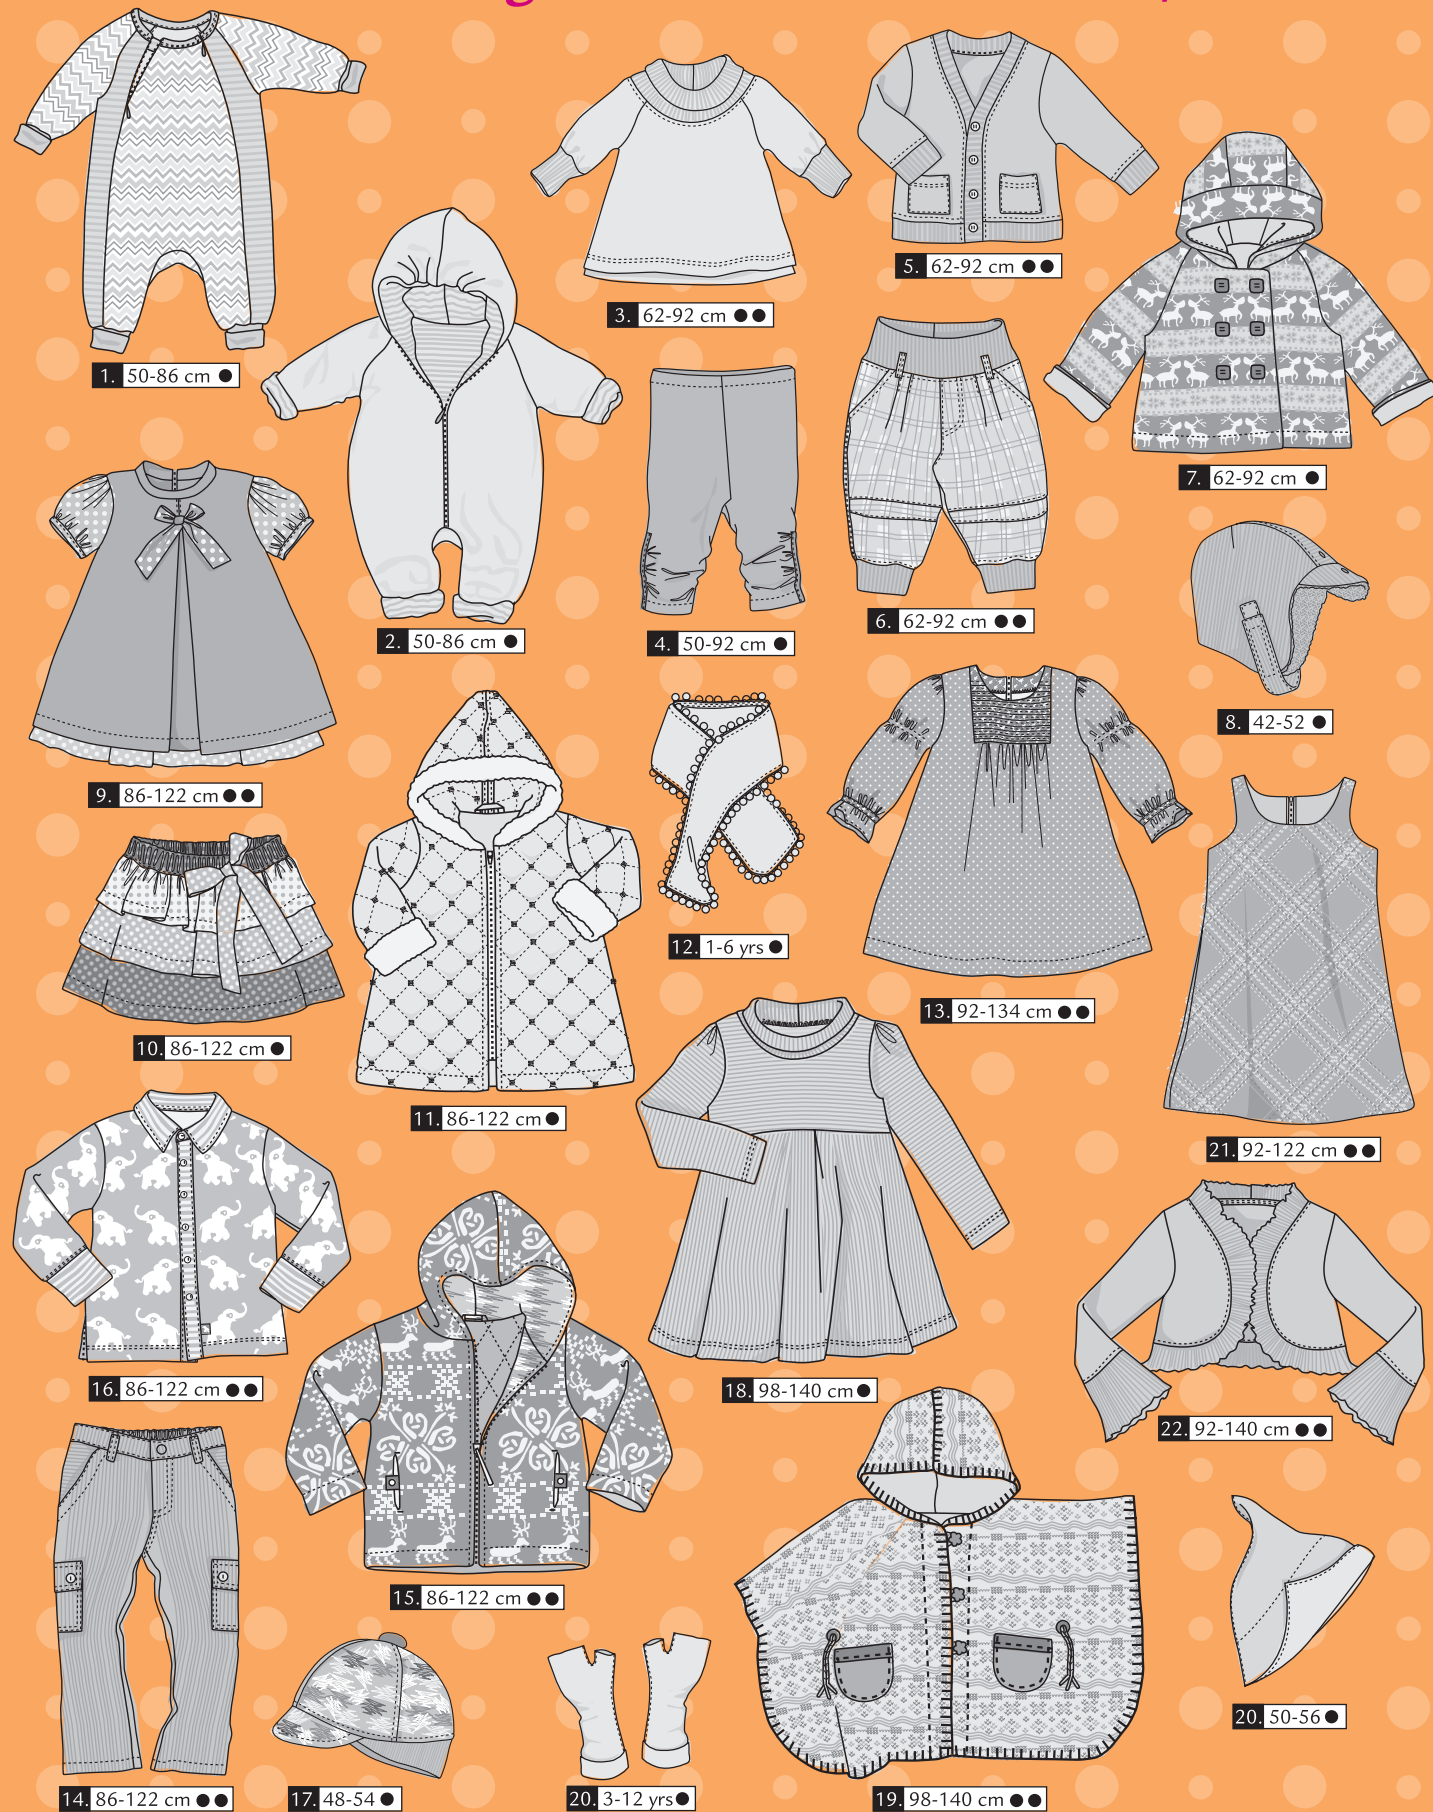 1. 50-86 cm ●
2. 50-86 cm ●
3. 62-92 cm ●●
4. 50-92 cm ●
5. 62-92 cm ●●
6. 62-92 cm ●●
7. 62-92 cm ●
8. 42-52 ●
9. 86-122 cm ●●
10. 86-122 cm ●
11. 86-122 cm ●
12. 1-6 yrs ●
13. 92-134 cm ●●
21. 92-122 cm ●●
16. 86-122 cm ●●
18. 98-140 cm ●
22. 92-140 cm ●●
15. 86-122 cm ●●
20. 50-56 ●
14. 86-122 cm ●●
17. 48-54 ●
20. 3-12 yrs ●
19. 98-140 cm ●●